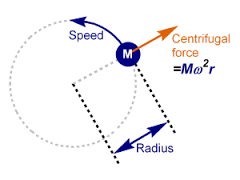 Speed
M
Centrifugal
force
=Mω²r
Radius